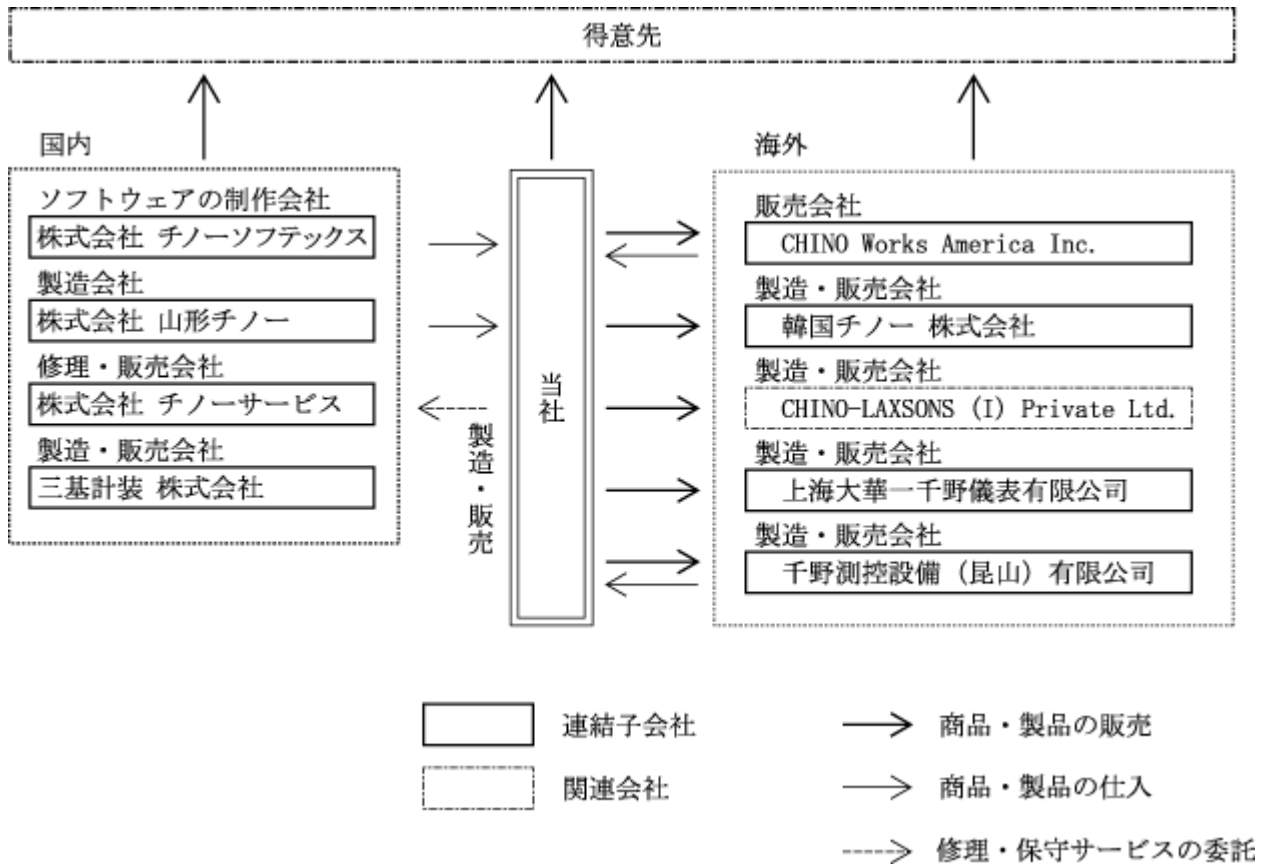 得意先
国内
ソフトウェアの制作会社
株式会社 チノーソフテックス
製造会社
株式会社 山形チノー
修理・販売会社
株式会社 チノーサービス
製造・販売会社
三基計装 株式会社
製造・販売
当社
海外
販売会社
CHINO Works America Inc.
製造・販売会社
韓国チノー 株式会社
製造・販売会社
CHINO-LAXSONS (I) Private Ltd.
製造・販売会社
上海大華一千野儀表有限公司
製造・販売会社
千野測控設備 (昆山) 有限公司
連結子会社
関連会社
商品・製品の販売
商品・製品の仕入
修理・保守サービスの委託